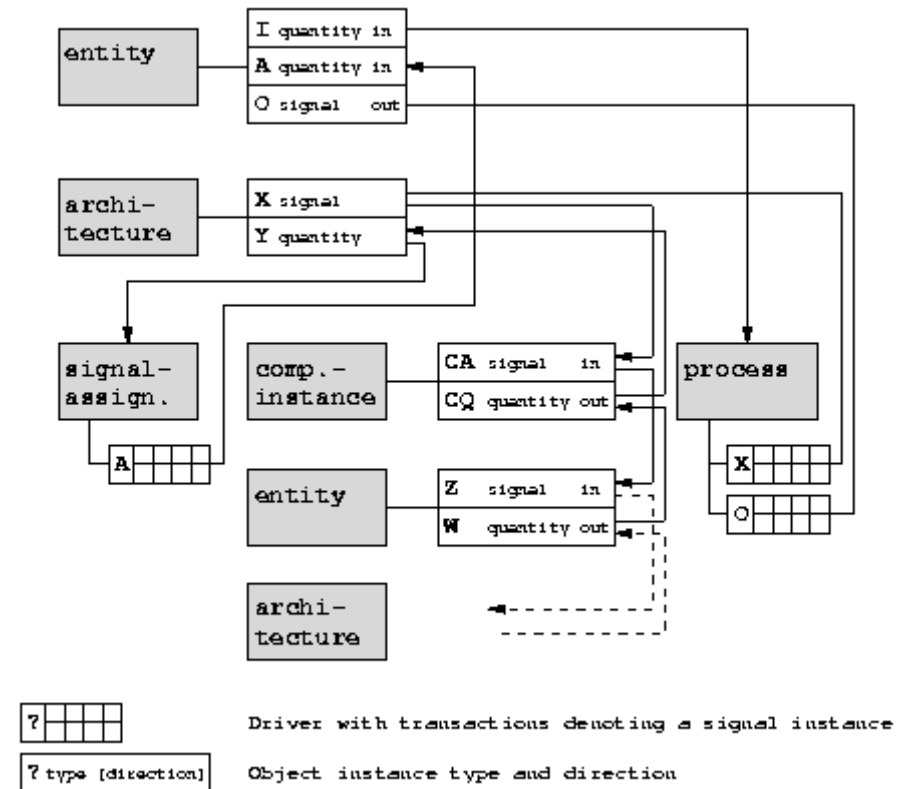 entity
I quantity in
A quantity in
O signal out
archi-
tecture
X signal
Y quantity
signal-
assign.
A
comp.-
instance
CA signal in
CQ quantity out
process
X
O
entity
Z signal in
W quantity out
archi-
tecture
? Driver with transactions denoting a signal instance
? type [direction] Object instance type and direction